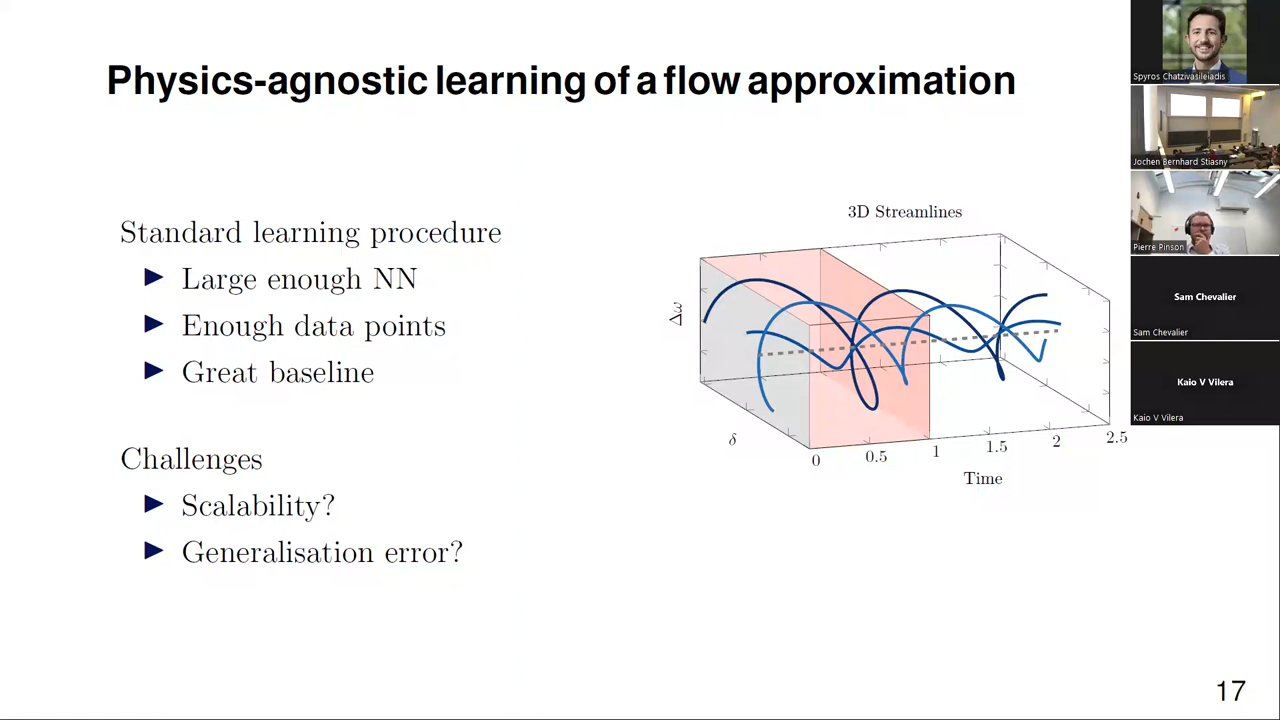 Physics-agnostic learning of a flow approximation
Standard learning procedure
Large enough NN
Enough data points
Great baseline
Challenges
Scalability?
Generalisation error?
3D Streamlines
Δω
δ
0
0.5
1
1.5
2
2.5
Time
17
Spyros Chatzivasileiadis
Jochen Bernhard Stiasny
Pierre Pinson
Sam Chevalier
Sam Chevalier
Kaio V Vilera
Kaio V Vilera